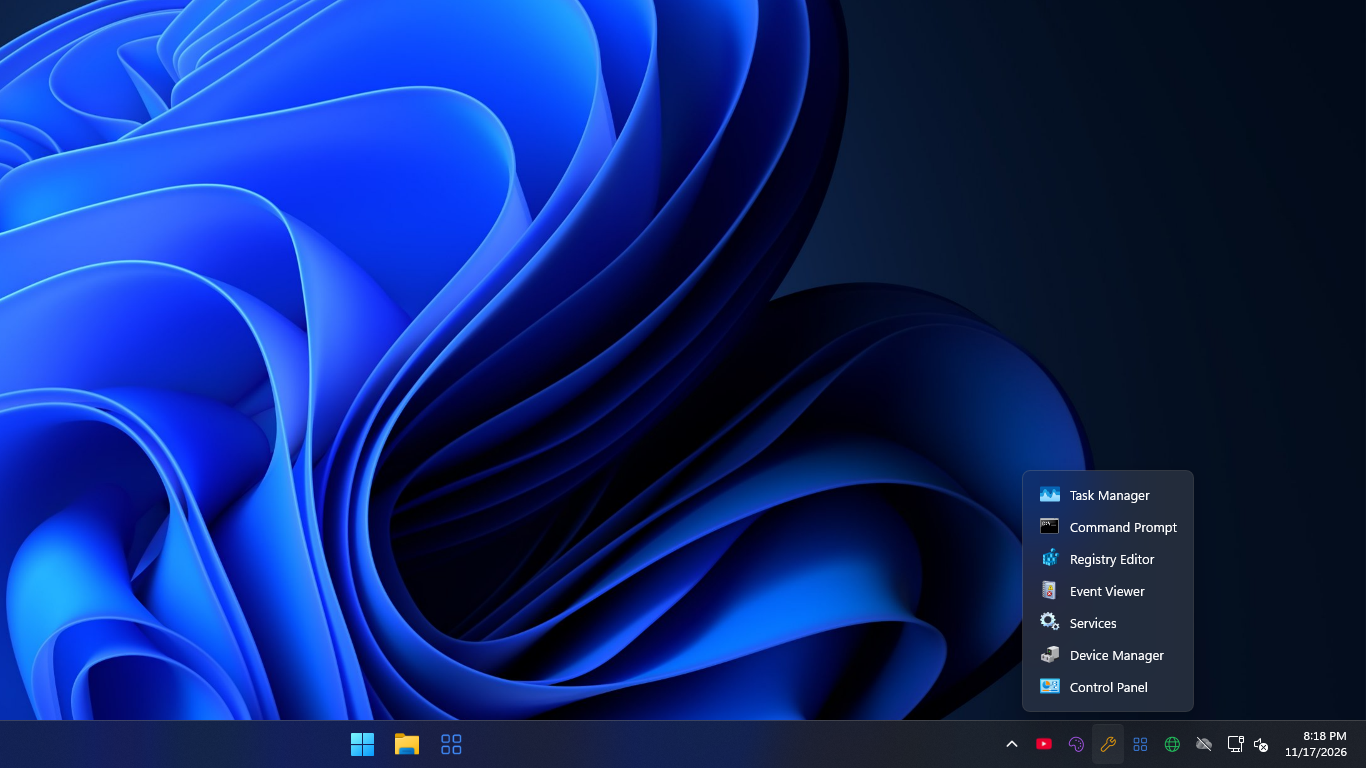 Task Manager
Command Prompt
Registry Editor
Event Viewer
Services
Device Manager
Control Panel
8:18 PM
11/17/2026